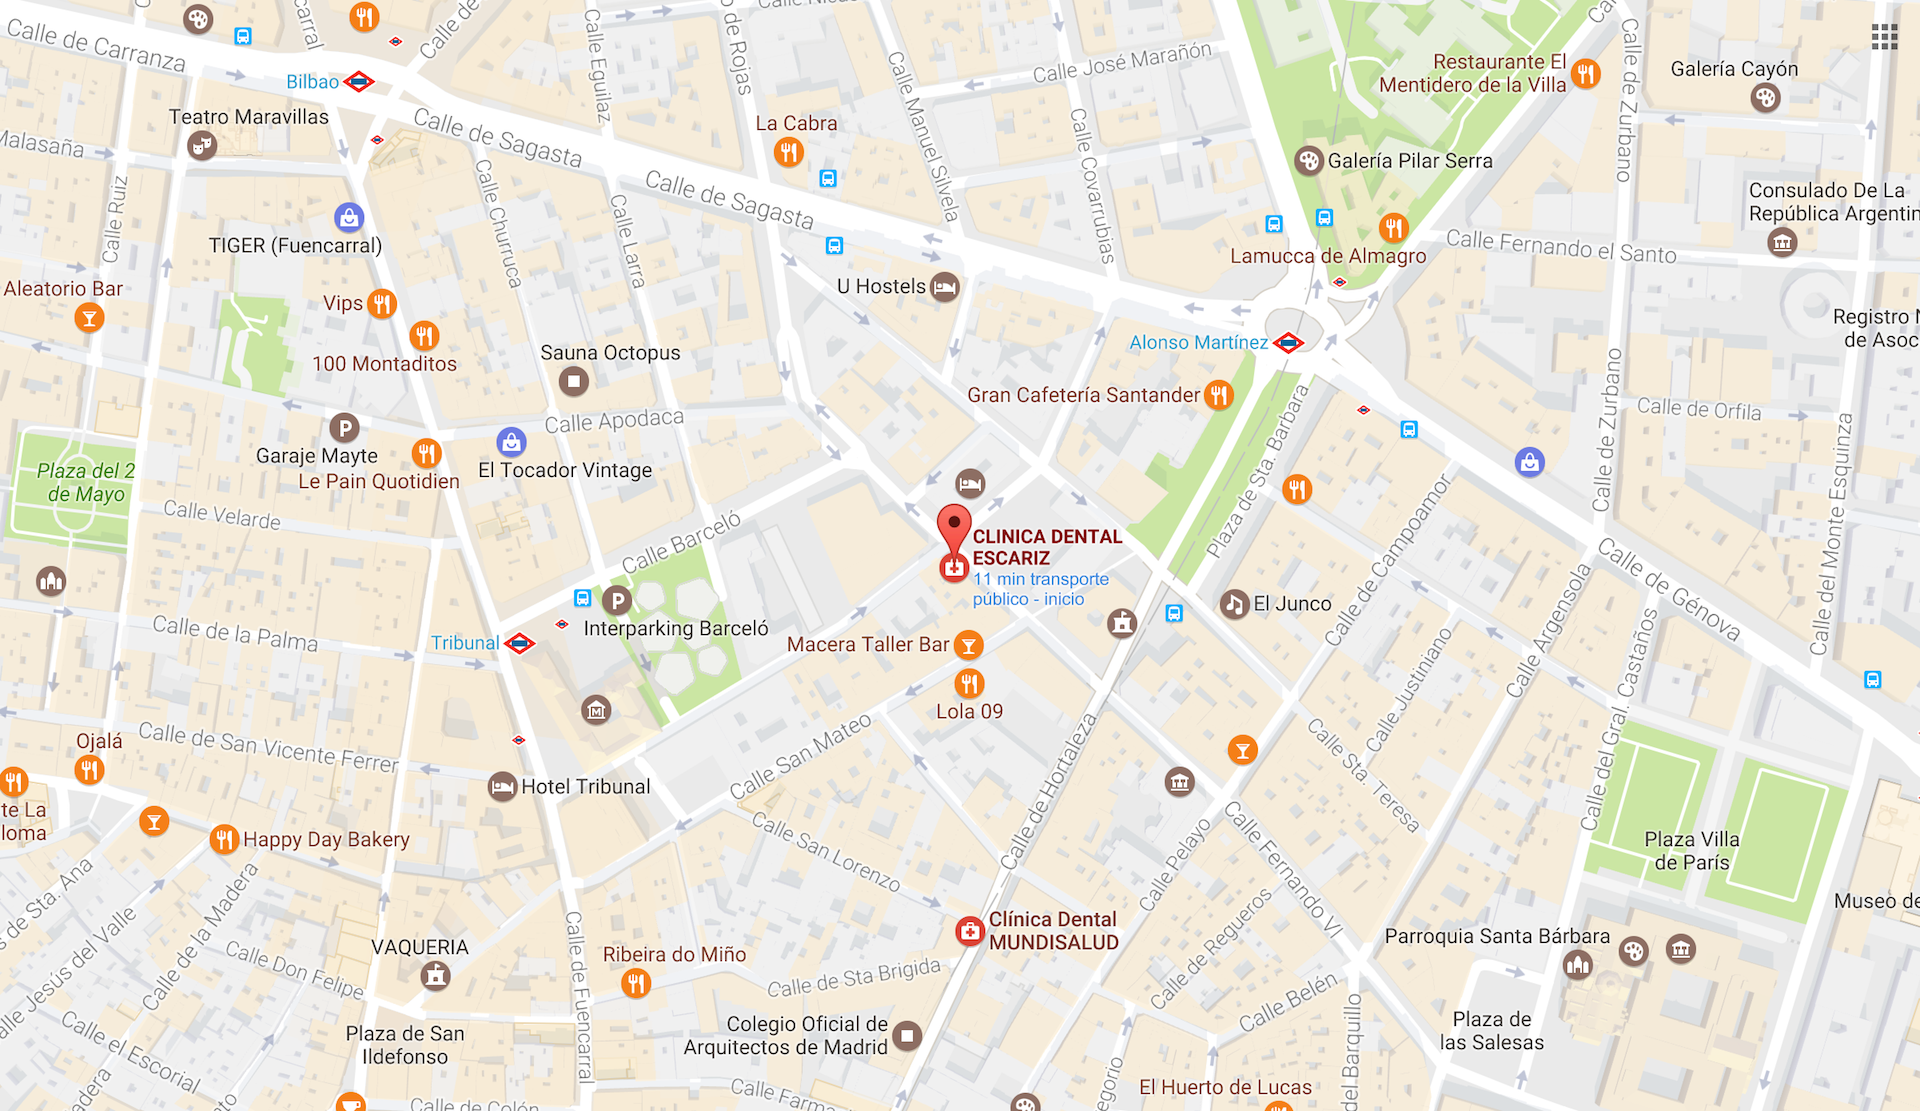 Calle de Carranza
Calle de
Calle Eguilaz
de Rojas
Calle Manuel Silvela
Calle José Marañón
Calle Covarrubias
Restaurante El
Mentidero de la Villa
Calle de Zurbano
Galería Cayón
Bilbao
Teatro Maravillas
Malasaña
Calle de Sagasta
La Cabra
Calle de Sagasta
Galería Pilar Serra
Consulado De La
República Argentin
Calle Ruiz
Calle Churruca
Calle Larra
TIGER (Fuencarral)
Calle Fernando el Santo
Lamucca de Almagro
Aleatorio Bar
Vips
U Hostels
100 Montaditos
Sauna Octopus
Alonso Martínez
Registro N
de Asoc
Gran Cafetería Santander
Calle Apodaca
Plaza de Sta. Barbara
Calle de Zurbano
Calle de Orfila
Calle del Monte Esquinza
Garaje Mayte
Le Pain Quotidien
El Tocador Vintage
Plaza del 2
de Mayo
Calle Velarde
Calle Barceló
CLINICA DENTAL
ESCARIZ
11 min transporte
público - inicio
Calle de Campoamor
Calle de Génova
Calle Argensola
Calle del Gral. Castaños
El Junco
Interparking Barceló
Calle de la Palma
Tribunal
Macera Taller Bar
Lola 09
Calle Justiniano
Calle Sta. Teresa
Ojalá
Calle de San Vicente Ferrer
Calle San Mateo
Calle de Hortaleza
Hotel Tribunal
te La
loma
Happy Day Bakery
Calle San Lorenzo
Calle Pelayo
Calle Fernando VI
Plaza Villa
de París
s de Sta. Ana
Calle de la Madera
Calle Jesús del Valle
Calle Don Felipe
VAQUERIA
Calle de Fuencarral
Ribeira do Miño
Clínica Dental
MUNDISALUD
Calle de Sta Brigida
Calle de Regueros
Calle Belén
Parroquia Santa Bárbara
Museo de
Plaza de San
Ildefonso
Colegio Oficial de
Arquitectos de Madrid
Plaza de
las Salesas
Calle el Escorial
adera
Calle de Colón
Calle Farma
egorio
El Huerto de Lucas
del Barquillo